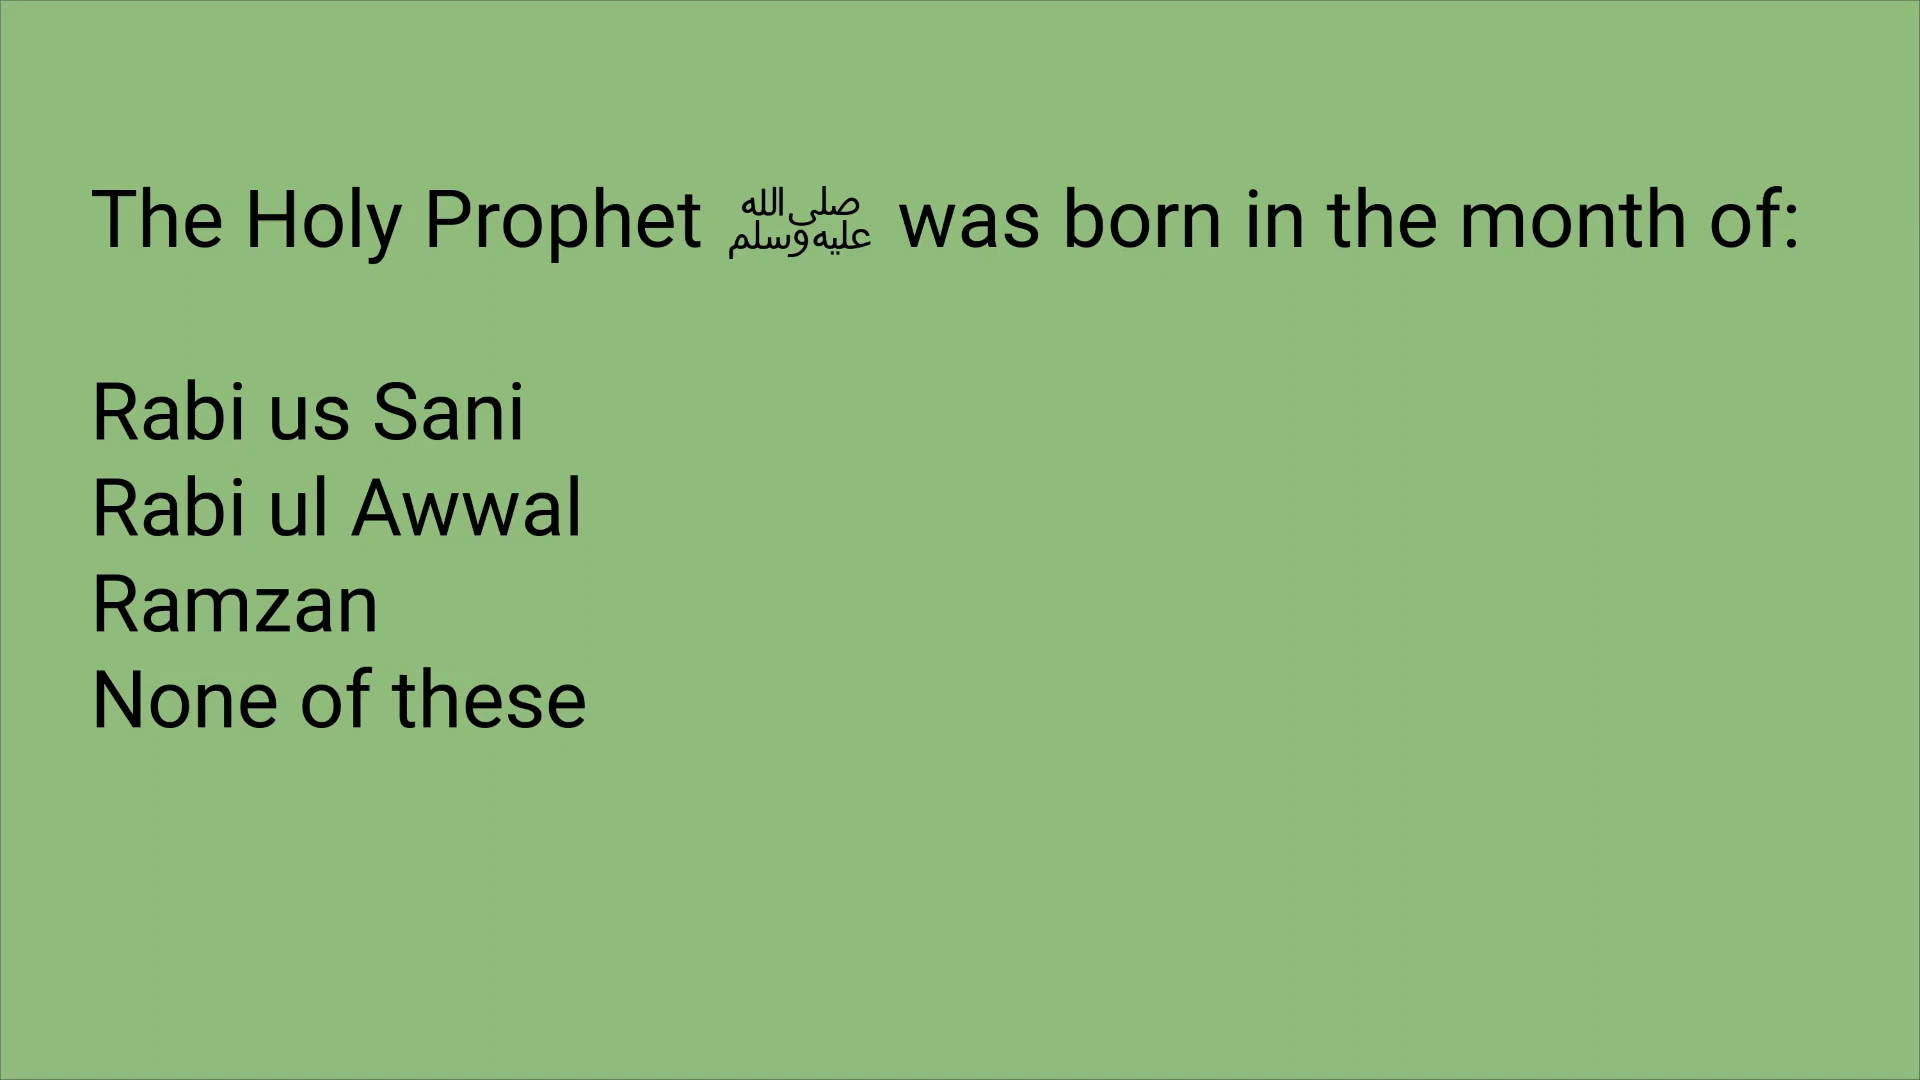 The Holy Prophet ﷺ was born in the month of:
Rabi us Sani
Rabi ul Awwal
Ramzan
None of these